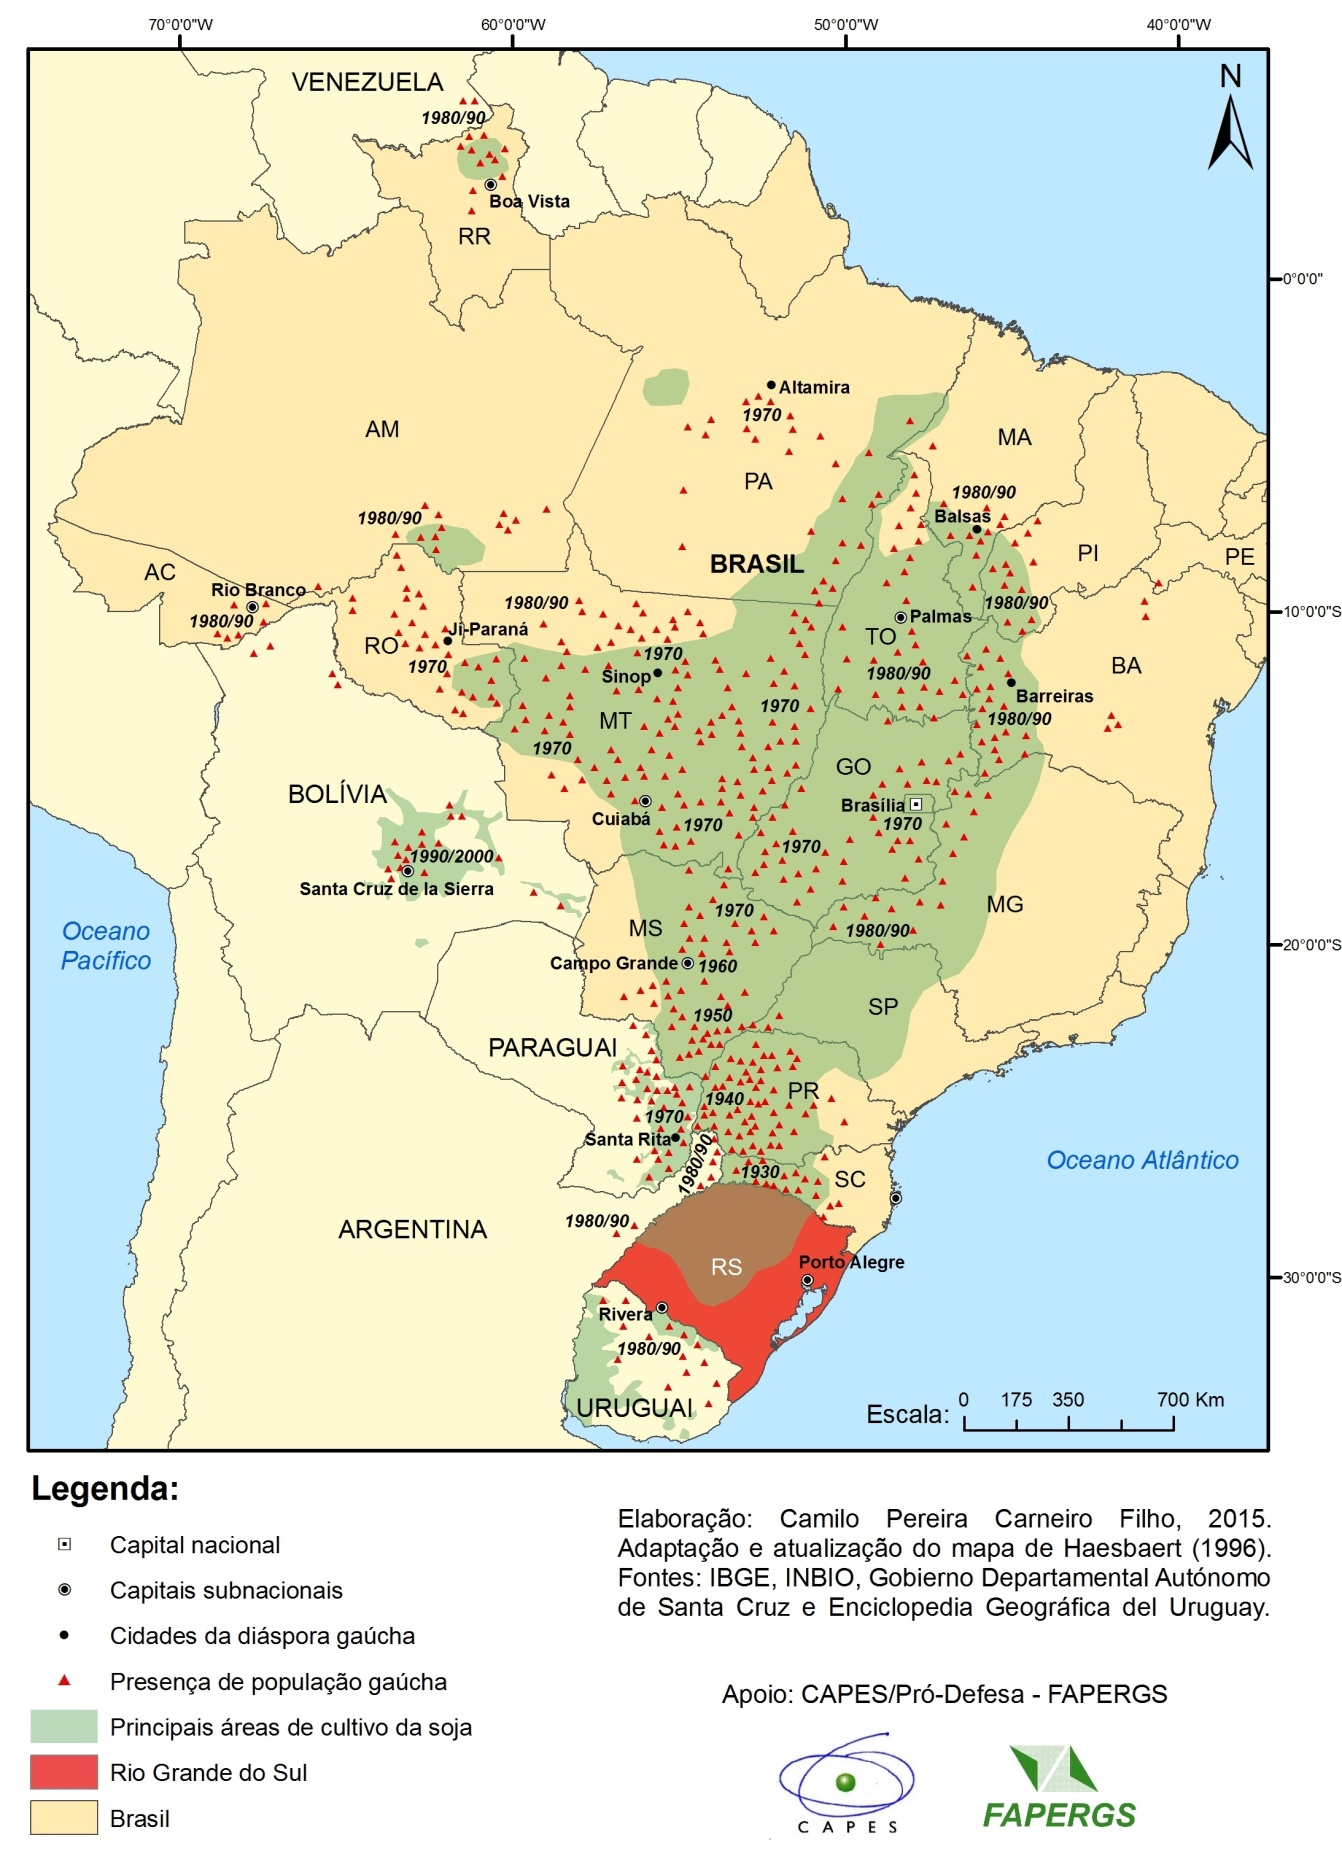 70°0'0"W
60°0'0"W
50°0'0"W
40°0'0"W
N
VENEZUELA
1980/90
Boa Vista
RR
0°0'0"
Altamira
1970
AM
MA
PA
1980/90
1980/90
Balsas
BRASIL
PI
PE
AC
Rio Branco
1980/90
1980/90
1980/90
10°0'0"S
Palmas
Ji-Paraná
RO
TO
1970
1970
Sinop
1980/90
BA
Barreiras
1970
1980/90
MT
1970
GO
BOLÍVIA
Brasília
Cuiabá
1970
1970
1970
1990/2000
Santa Cruz de la Sierra
MG
1970
MS
1980/90
Oceano
Pacífico
20°0'0"S
Campo Grande
1960
SP
1950
PARAGUAI
PR
1940
1970
Santa Rita
1980/90
1930
SC
Oceano Atlântico
1980/90
ARGENTINA
RS
Porto Alegre
30°0'0"S
Rivera
1980/90
URUGUAI
Escala:
0 175 350 700 Km
Legenda:
Capital nacional
Capitais subnacionais
Cidades da diáspora gaúcha
Presença de população gaúcha
Principais áreas de cultivo da soja
Rio Grande do Sul
Brasil
Elaboração: Camilo Pereira Carneiro Filho, 2015.
Adaptação e atualização do mapa de Haesbaert (1996).
Fontes: IBGE, INBIO, Gobierno Departamental Autónomo
de Santa Cruz e Enciclopedia Geográfica del Uruguay.
Apoio: CAPES/Pró-Defesa - FAPERGS
CAPES
FAPERGS